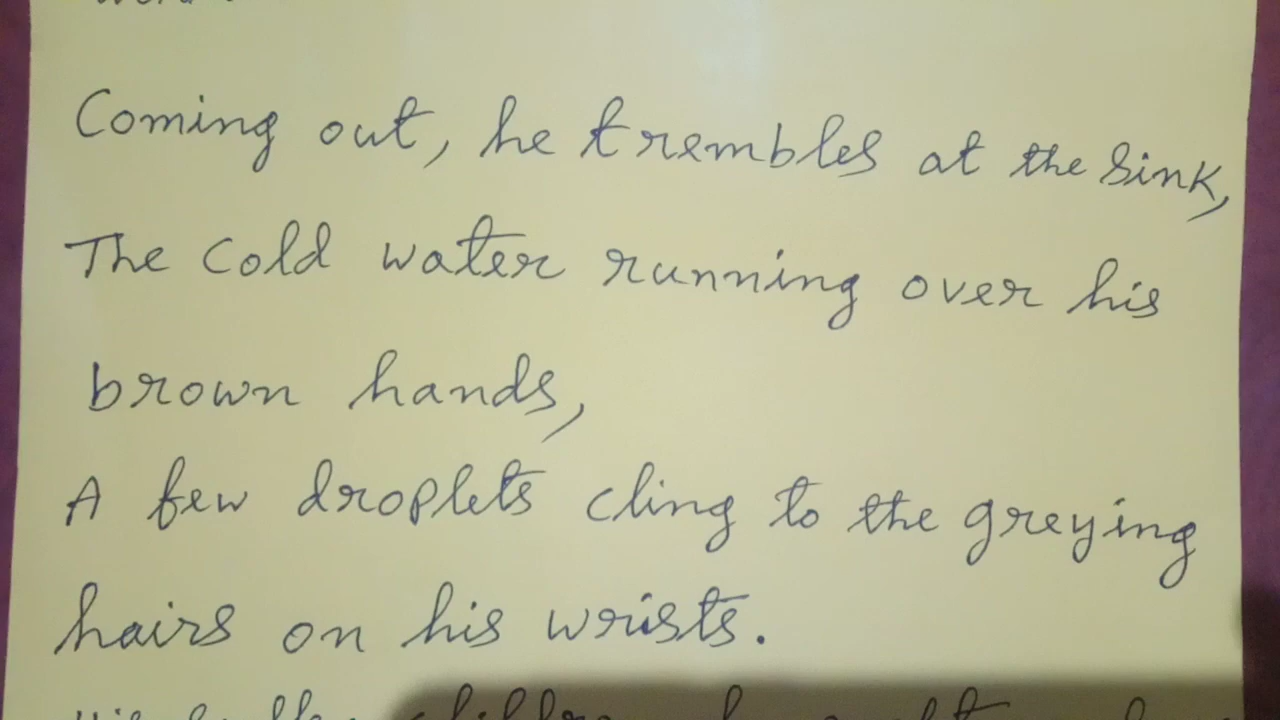 Coming out, he trembles at the sink,
The cold water running over his
brown hands,
A few droplets cling to the greying
hairs on his wrists.
children